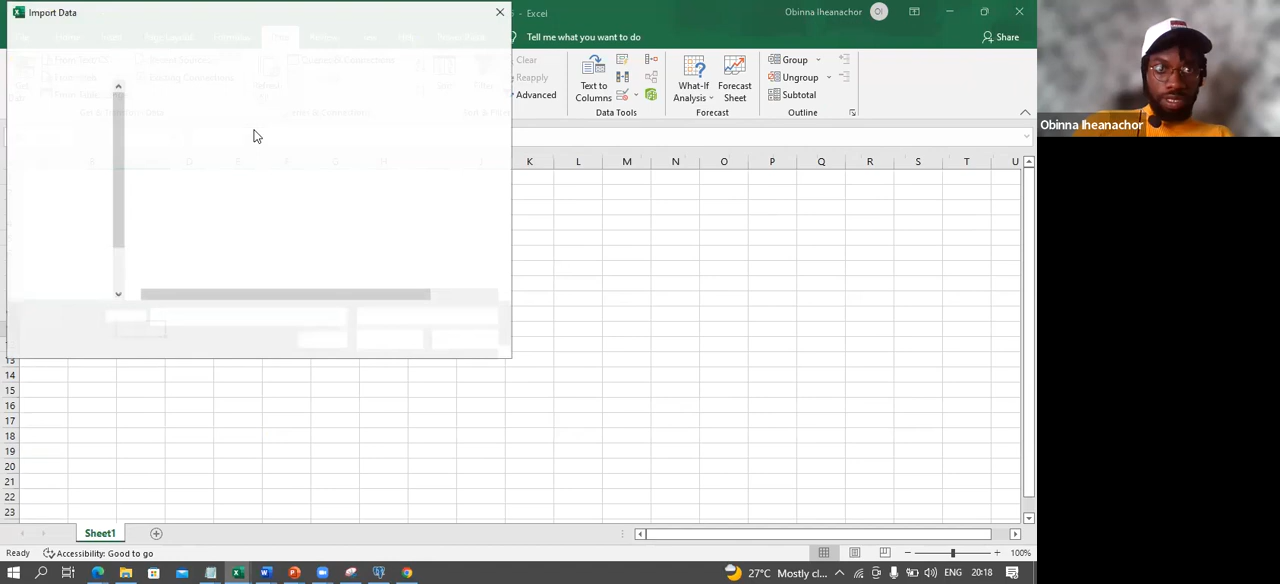 Import Data
- Excel
Obinna Iheanachor
OI
Tell me what you want to do
Share
Clear
Reapply
Advanced
Text to
Columns
What-If
Analysis
Forecast
Sheet
Group
Ungroup
Subtotal
Data Tools
Forecast
Outline
Obinna Iheanachor
K L M N O P Q R S T U
13
14
15
16
17
18
19
20
21
22
23
Sheet1
Ready
Accessibility: Good to go
100%
27°C Mostly cl...
ENG
20:18